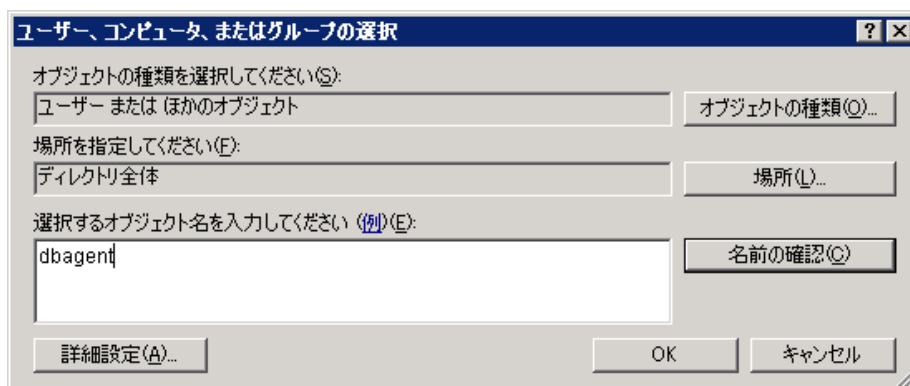 ユーザー、コンピュータ、またはグループの選択
オブジェクトの種類を選択してください(S):
ユーザー または ほかのオブジェクト
オブジェクトの種類(O)...
場所を指定してください(F):
ディレクトリ全体
場所(L)...
選択するオブジェクト名を入力してください (例)(E):
dbagent
名前の確認(C)
詳細設定(A)...
OK
キャンセル